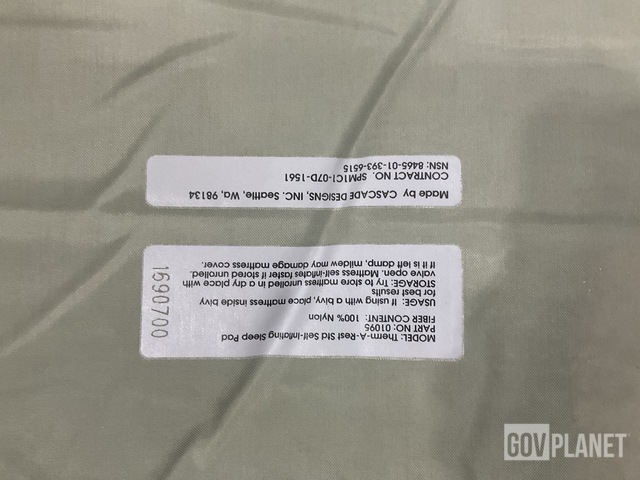 MODEL: Therm-A-Rest Std Self-Inflating Sleep Pad
PART NO: 01095
FIBER CONTENT: 100% Nylon
USAGE: If using with a bivy, place mattress inside bivy
for best results
STORAGE: Try to store mattress unrolled in a dry place with
valve open. Mattress self-inflates faster if stored unrolled.
If it is left damp, mildew may damage mattress cover.
1690700
Made by CASCADE DESIGNS, INC. Seattle, Wa, 98134
CONTRACT NO. SPM1C1-07D-1561
NSN: 8465-01-393-6515
GOVPLANET